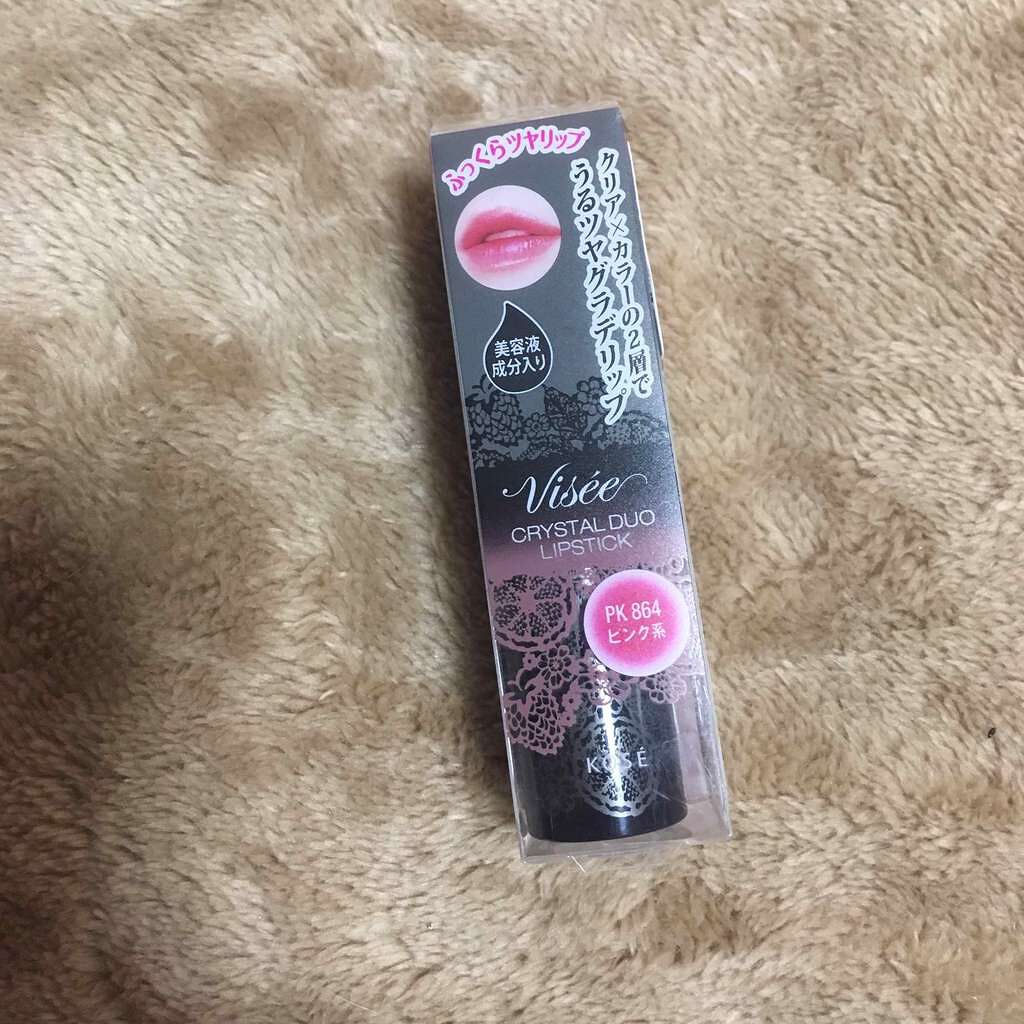 ふっくらツヤリップ
クリア×カラーの2層で
うるツヤグラデリップ
美容液
成分入り
Visée
CRYSTAL DUO
LIPSTICK
PK 864
ピンク系
KOSÉ